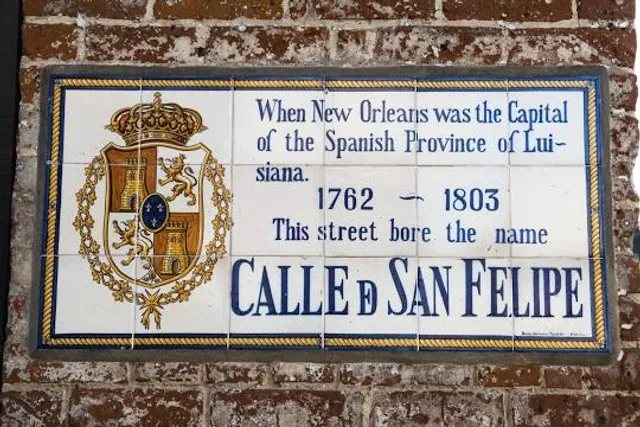 When New Orleans was the Capital
of the Spanish Province of Lui-
siana.
1762 ~ 1803
This street bore the name
CALLE D SAN FELIPE